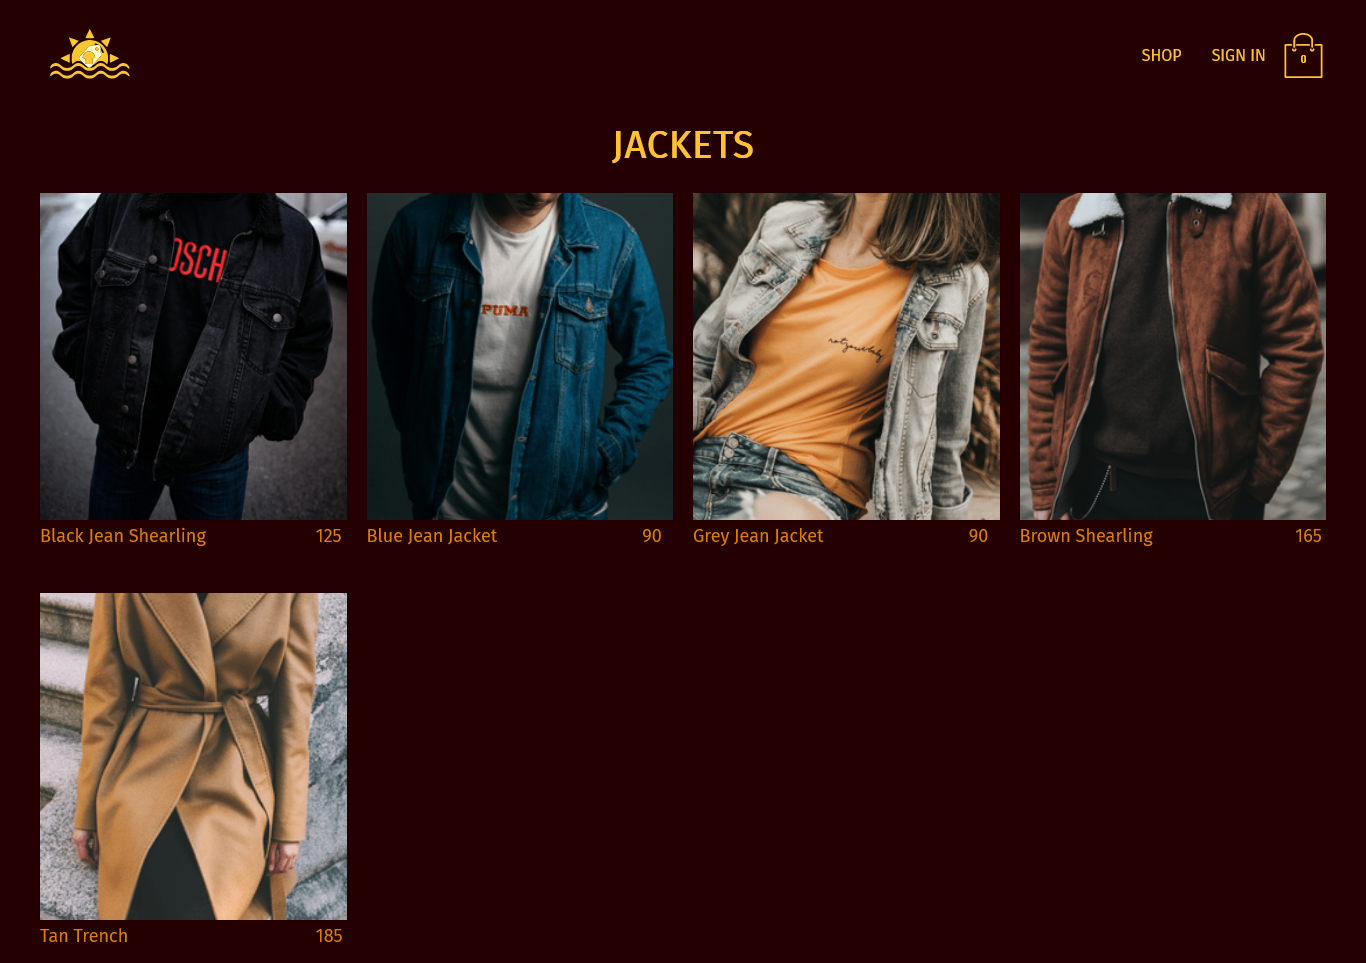 SHOP SIGN IN
0
JACKETS
OSCH
PUMA
notyourbaby
Black Jean Shearling 125
Blue Jean Jacket 90
Grey Jean Jacket 90
Brown Shearling 165
Tan Trench 185